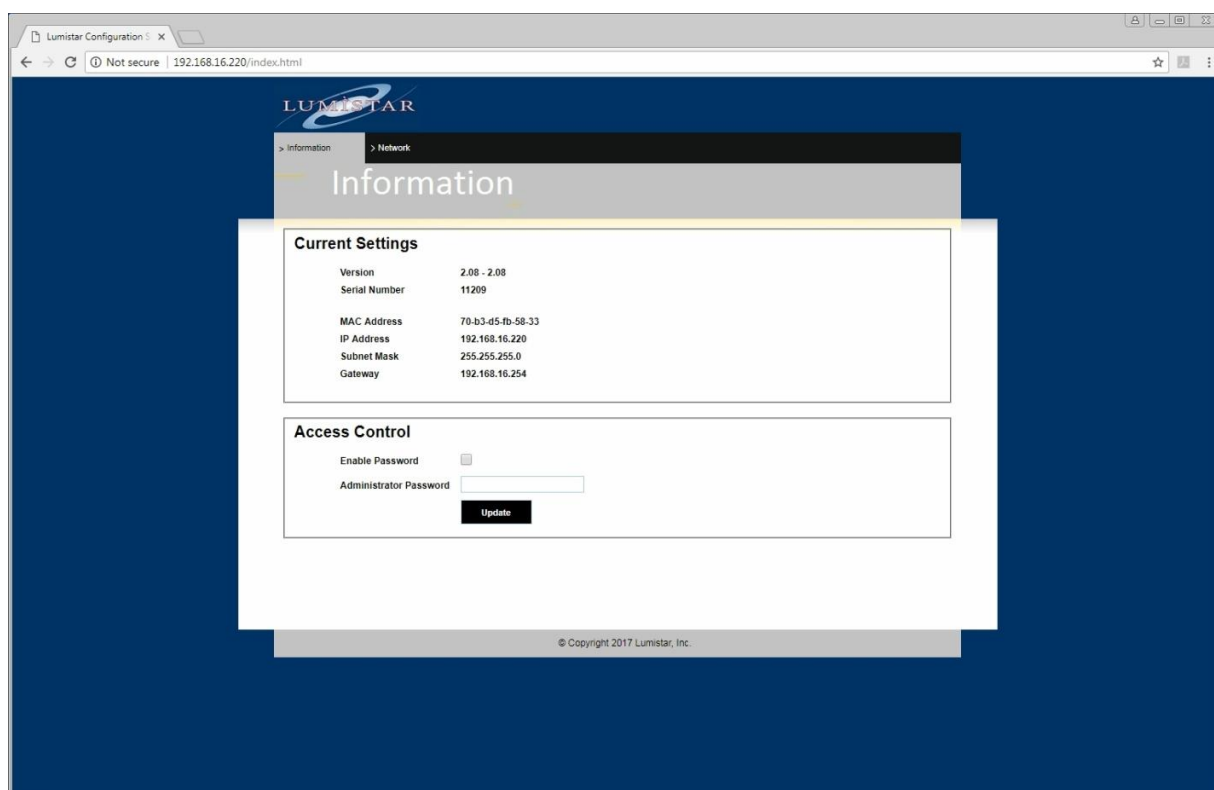 Lumistar Configuration S
Not secure | 192.168.16.220/index.html
LUMISTAR
> Information > Network
Information
Current Settings
Version 2.08 - 2.08
Serial Number 11209
MAC Address 70-b3-d5-fb-58-33
IP Address 192.168.16.220
Subnet Mask 255.255.255.0
Gateway 192.168.16.254
Access Control
Enable Password
Administrator Password
Update
© Copyright 2017 Lumistar, Inc.